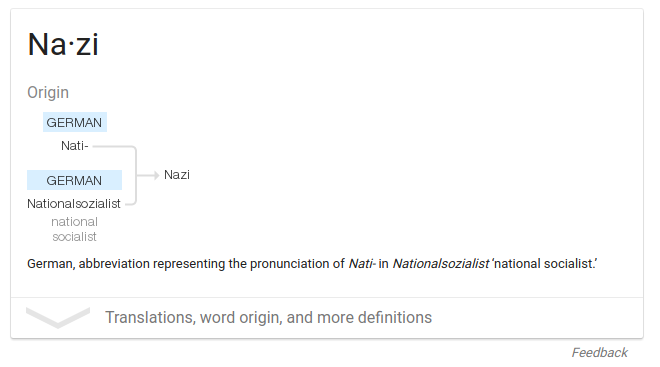 Na·zi
Origin
GERMAN
Nati-
GERMAN
Nazi
Nationalsozialist
national
socialist
German, abbreviation representing the pronunciation of Nati- in Nationalsozialist ‘national socialist.’
Translations, word origin, and more definitions
Feedback